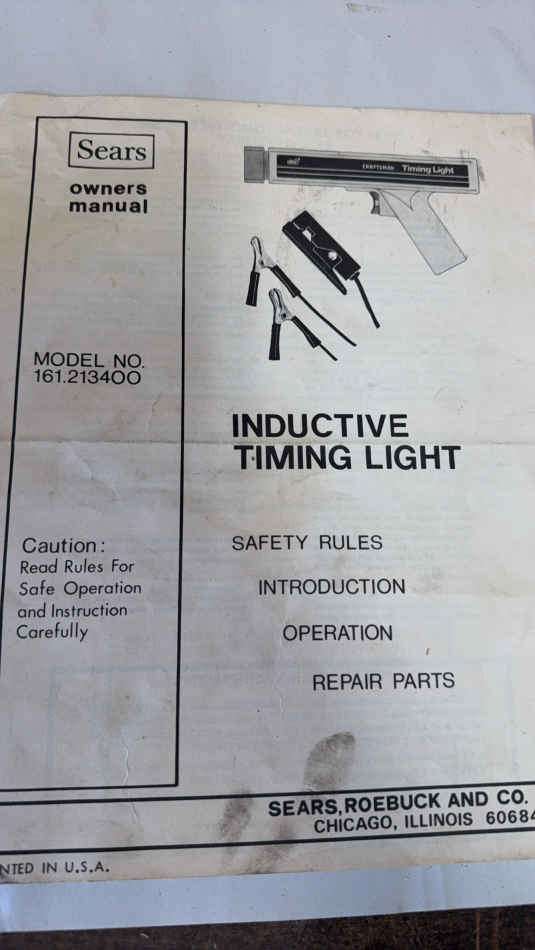 Sears
owners
manual
MODEL NO.
161.213400
Caution:
Read Rules For
Safe Operation
and Instruction
Carefully
CRAFTSMAN Timing Light
INDUCTIVE
TIMING LIGHT
SAFETY RULES
INTRODUCTION
OPERATION
REPAIR PARTS
SEARS, ROEBUCK AND CO.
CHICAGO, ILLINOIS 60684
NTED IN U.S.A.